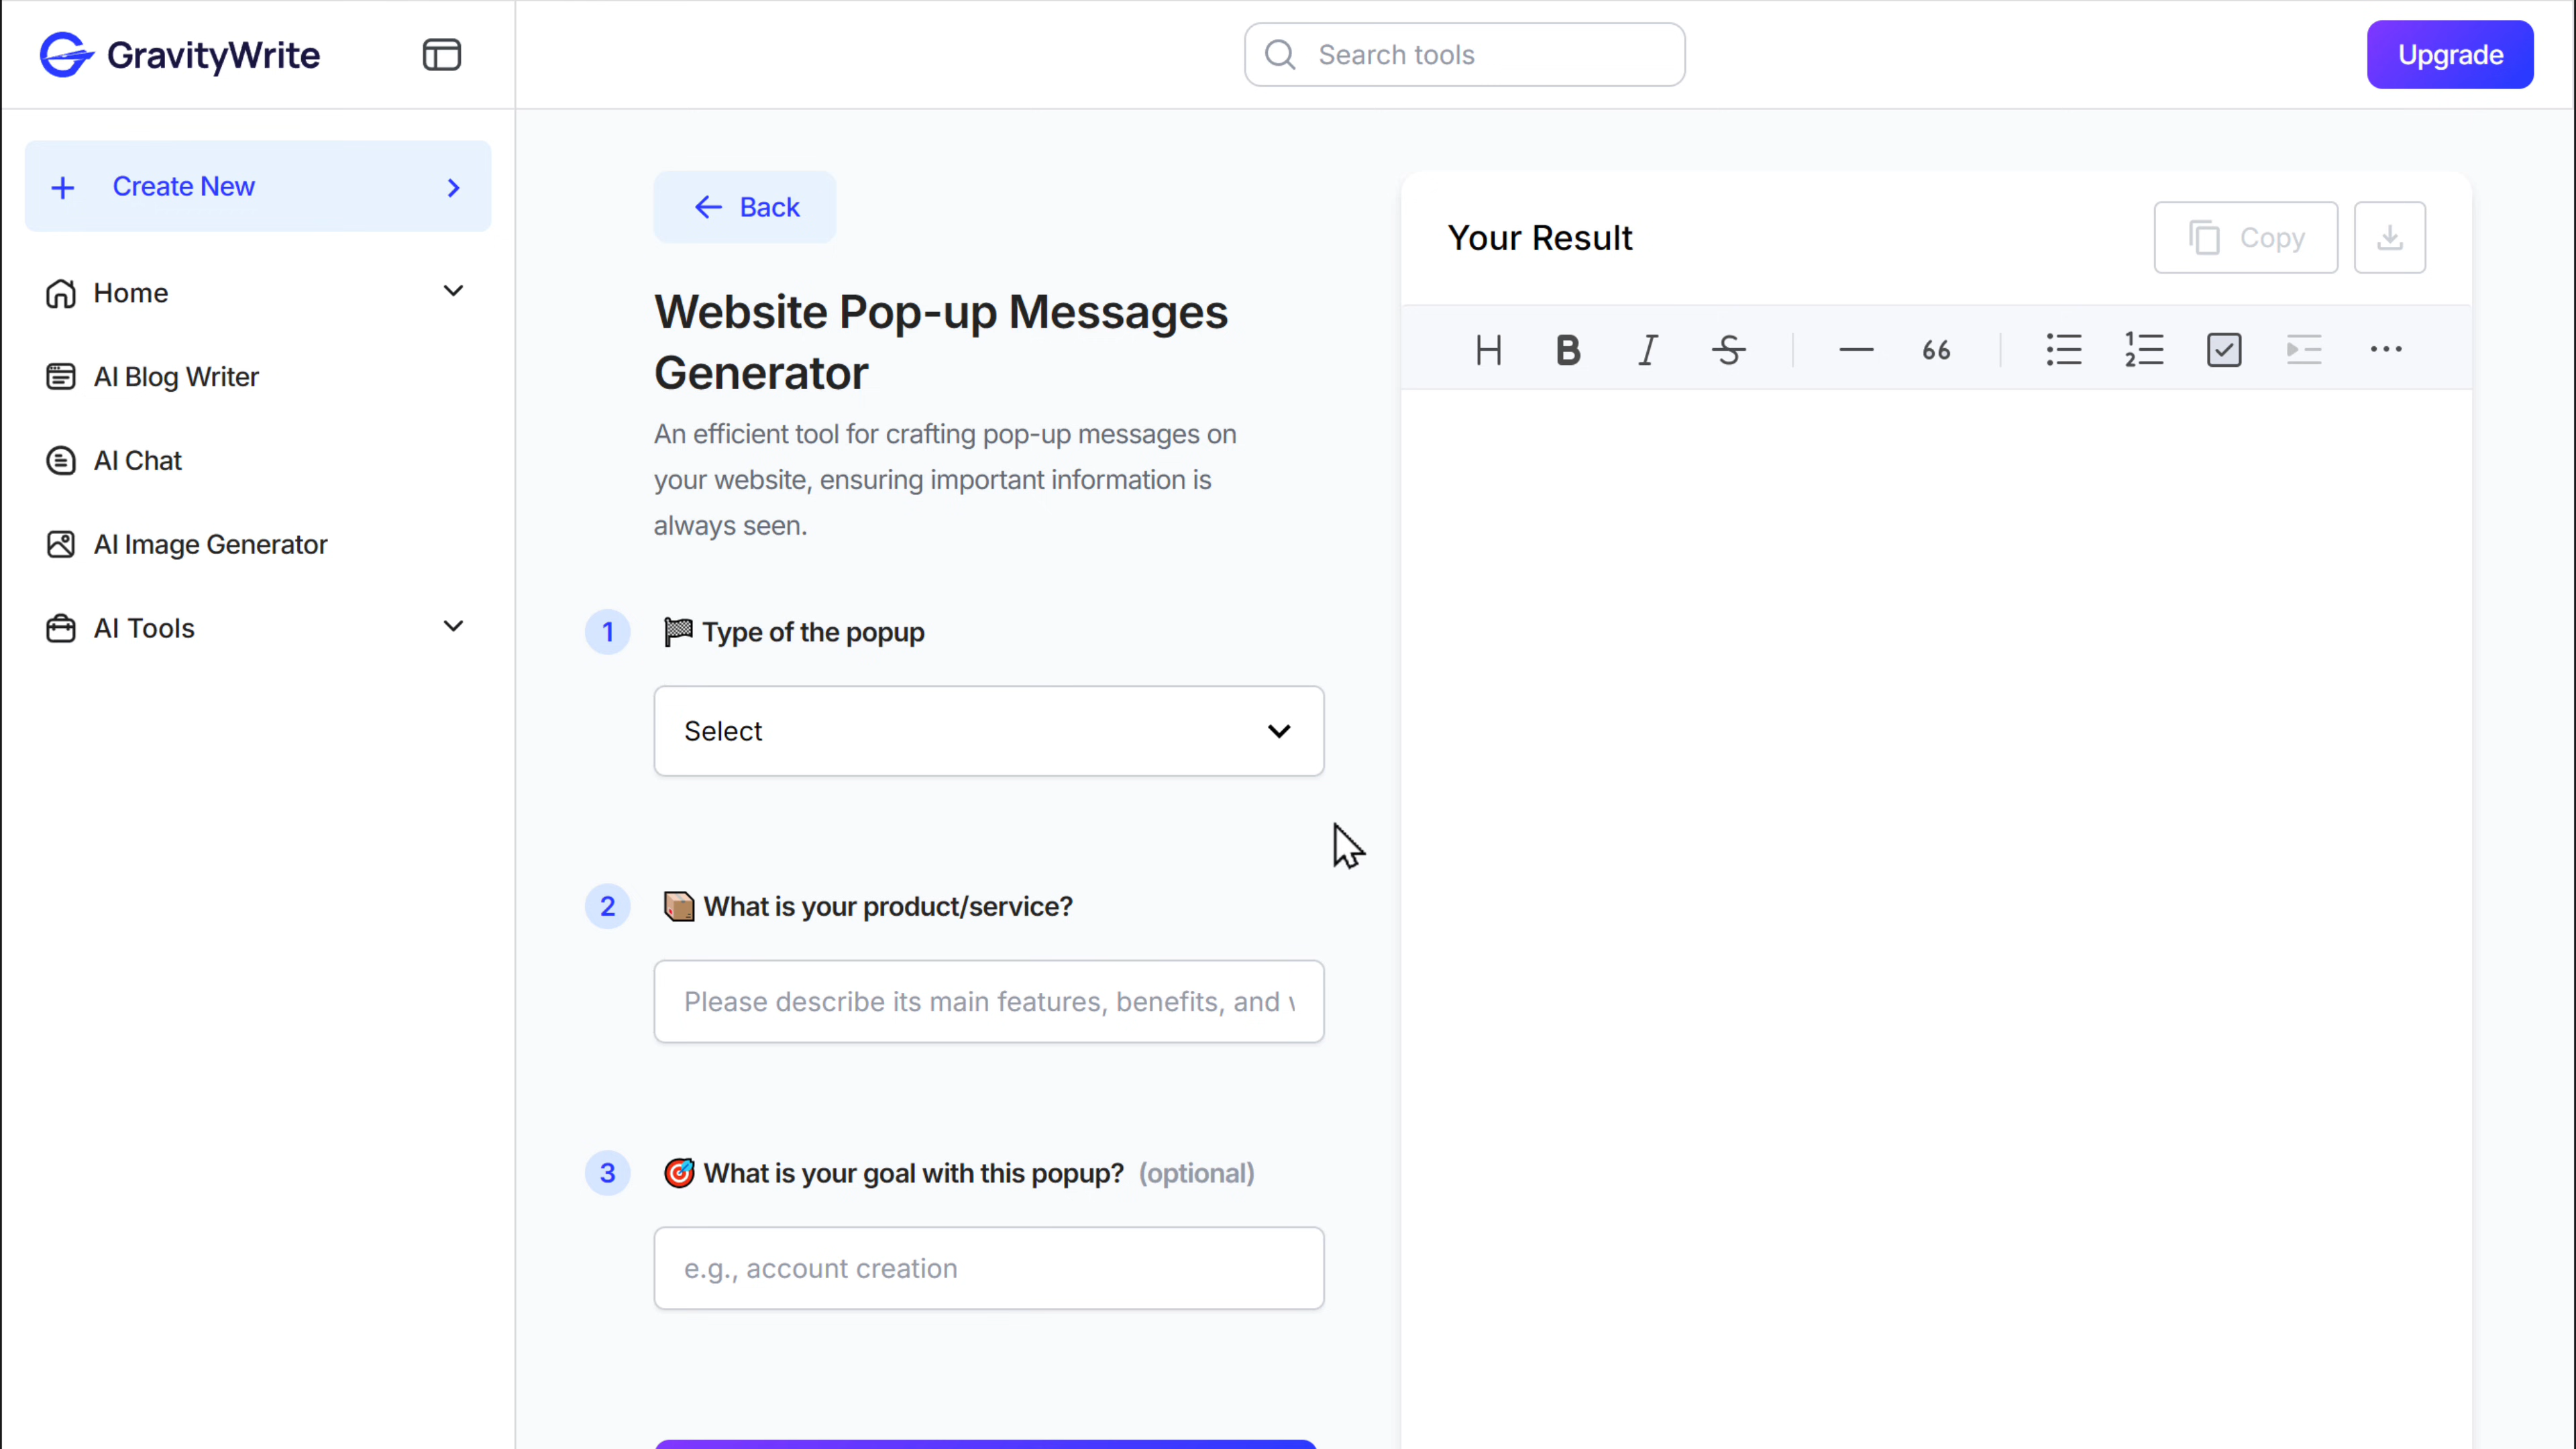 GravityWrite
Search tools
Upgrade
Create New
Home
AI Blog Writer
AI Chat
AI Image Generator
AI Tools
Back
Website Pop-up Messages
Generator
An efficient tool for crafting pop-up messages on
your website, ensuring important information is
always seen.
1 Type of the popup
Select
2 What is your product/service?
Please describe its main features, benefits, and
3 What is your goal with this popup? (optional)
e.g., account creation
Your Result
Copy